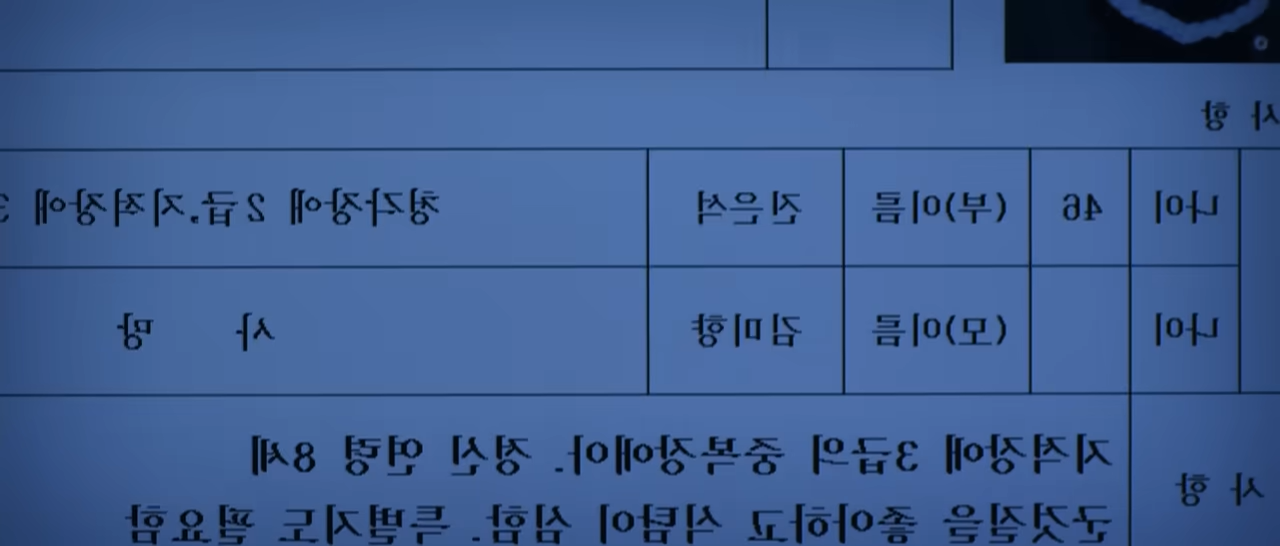 사 항
나이 46 (부)이름 진은석 청각장애 2급.지적장애 3
나이 (모)이름 김미향 사 망
지적장애 3급의 중복장애아. 정신 연령 8세
사 항
군것질을 좋아하고 식탐이 심함. 특별지도 필요함